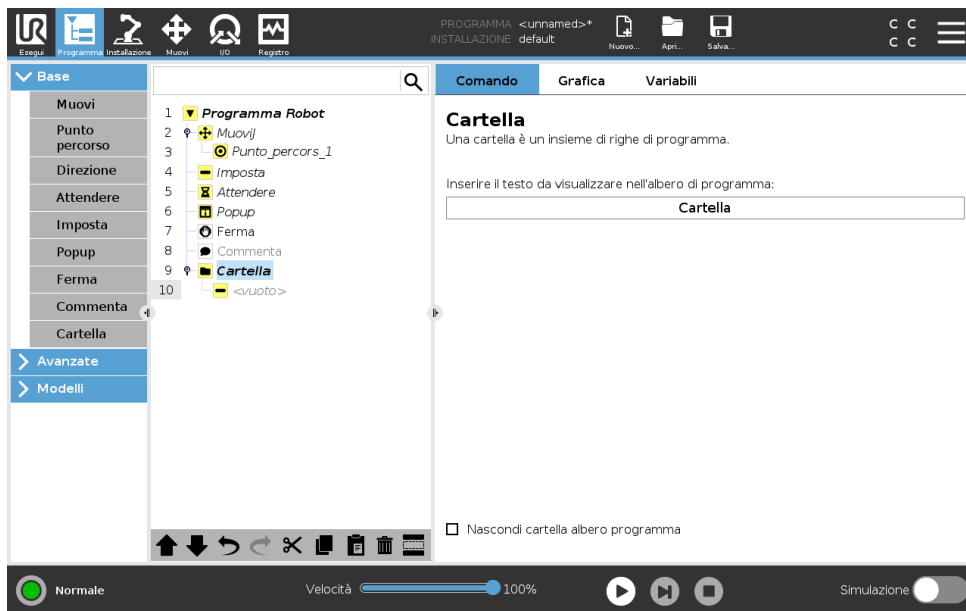 UR
Esegui Programma Installazione Muovi I/O Registro
PROGRAMMA <unnamed>*
INSTALLAZIONE default
Nuovo... Apri... Salva...
C C
C C
Base
Muovi
Punto
percorso
Direzione
Attendere
Imposta
Popup
Ferma
Commenta
Cartella
Avanzate
Modelli
1 Programma Robot
2 MuoviJ
3 Punto_percors_1
4 Imposta
5 Attendere
6 Popup
7 Ferma
8 Commenta
9 Cartella
10 <vuoto>
Comando Grafica Variabili
Cartella
Una cartella è un insieme di righe di programma.
Inserire il testo da visualizzare nell'albero di programma:
Cartella
Nascondi cartella albero programma
Normale
Velocità 100%
Simulazione